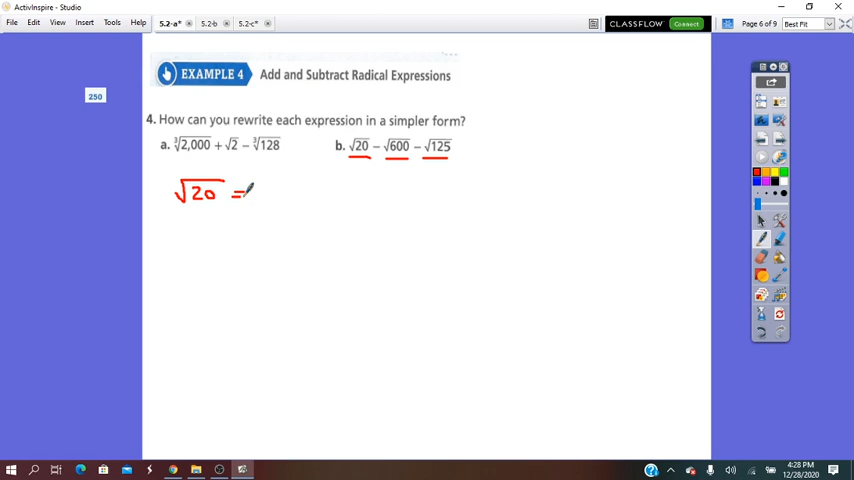 ActivInspire - Studio
File Edit View Insert Tools Help
5.2-a* 5.2-b 5.2-c*
CLASSFLOW Connect
Page 6 of 9
Best Fit
EXAMPLE 4 Add and Subtract Radical Expressions
250
4. How can you rewrite each expression in a simpler form?
a. ∛2,000 + √2 − ∛128 b. √20 − √600 − √125
√20 =
4:28 PM
12/28/2020